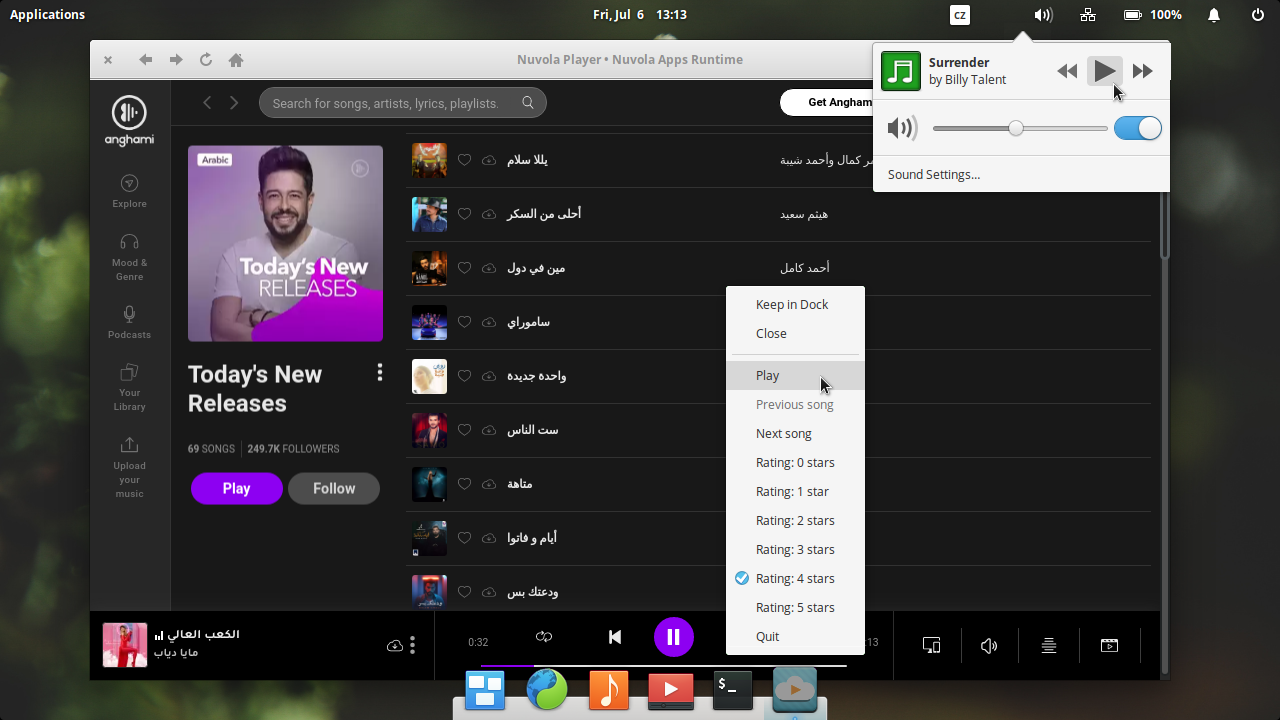 Applications
Fri, Jul 6 13:13
CZ
100%
Nuvola Player • Nuvola Apps Runtime
Surrender
by Billy Talent
Sound Settings...
anghami
Search for songs, artists, lyrics, playlists.
Get Angham
Explore
Mood &
Genre
Podcasts
Your
Library
Upload
your
music
Arabic
Today's New
RELEASES
Today's New
Releases
69 SONGS 249.7K FOLLOWERS
Play Follow
يللا سلام
ر كمال وأحمد شيبة
أحلى من السكر
هيثم سعيد
مين في دول
أحمد كامل
ساموراي
واحدة جديدة
ست الناس
متاهة
أيام و فاتوا
ودعتك بس
Keep in Dock
Close
Play
Previous song
Next song
Rating: 0 stars
Rating: 1 star
Rating: 2 stars
Rating: 3 stars
Rating: 4 stars
Rating: 5 stars
Quit
الكعب العالي
مايا دياب
0:32
:13
$